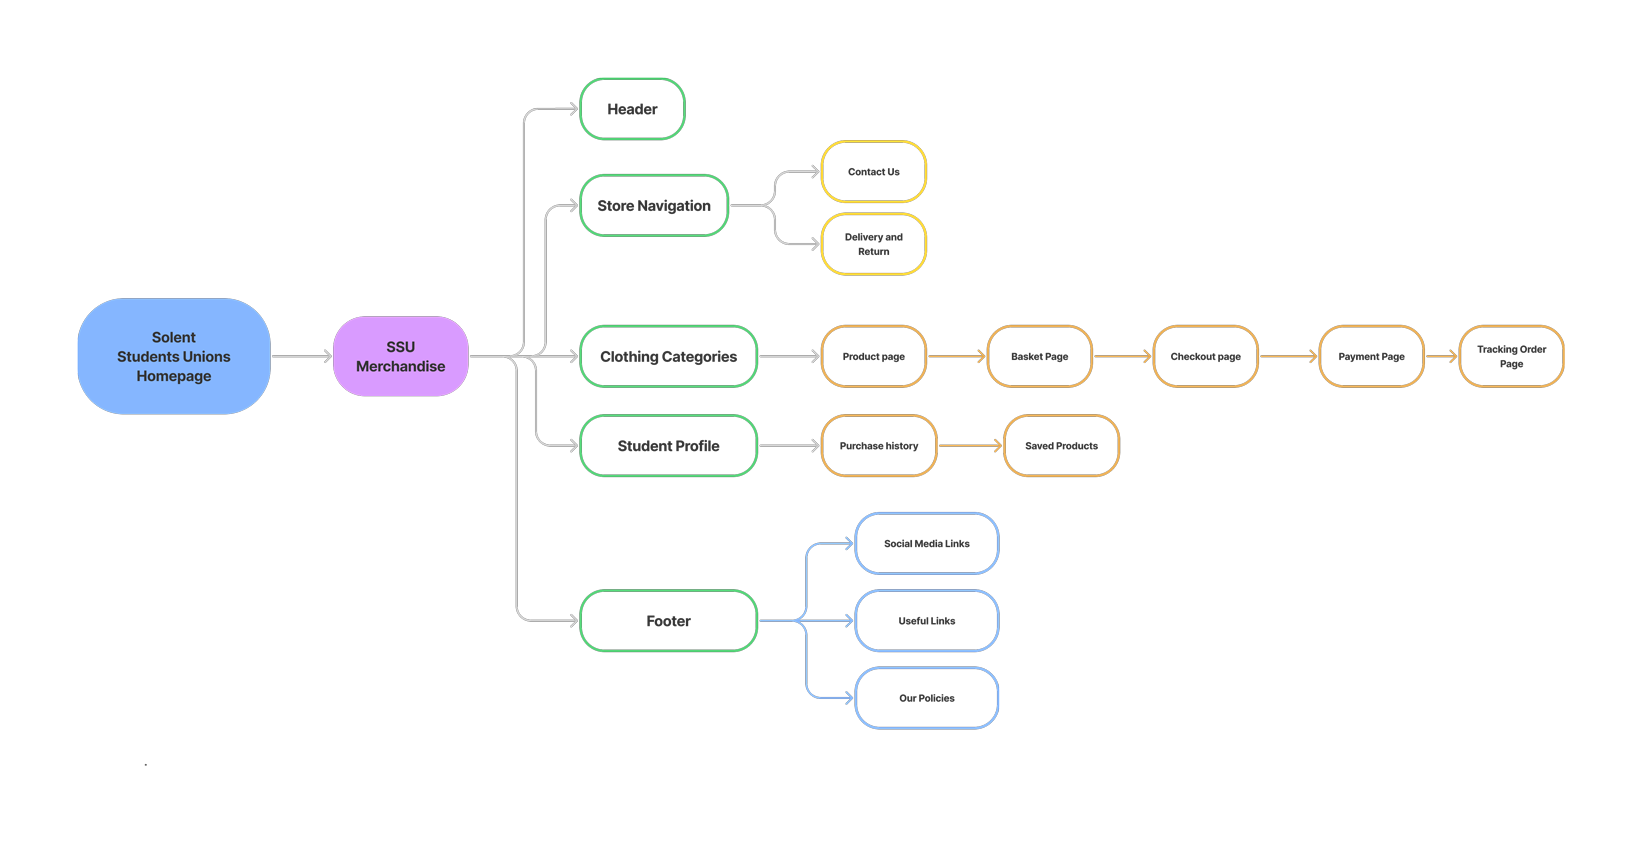 Header
Contact Us
Store Navigation
Delivery and
Return
Solent
Students Unions
Homepage
SSU
Merchandise
Clothing Categories
Product page
Basket Page
Checkout page
Payment Page
Tracking Order
Page
Student Profile
Purchase history
Saved Products
Social Media Links
Footer
Useful Links
Our Policies
.